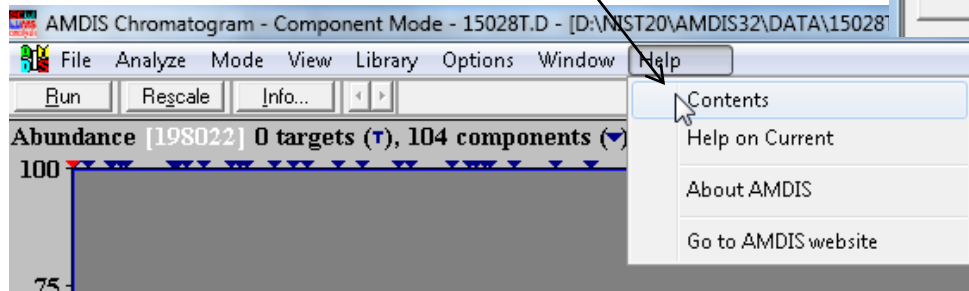 AMDIS Chromatogram - Component Mode - 15028T.D - [D:\NIST20\AMDIS32\DATA\15028T
File Analyze Mode View Library Options Window Help
Run Rescale Info...
Contents
Abundance [198022] 0 targets (T), 104 components (▼)
Help on Current
100
About AMDIS
Go to AMDIS website
75